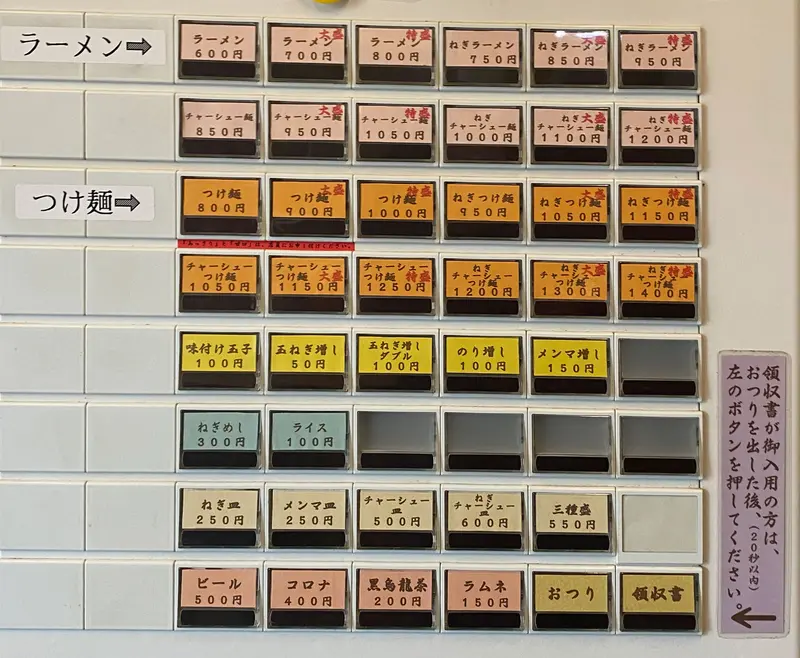 ラーメン⇨
ラーメン
600円
ラーメン 大盛
700円
ラーメン 特盛
800円
ねぎラーメン
750円
ねぎラーメン 大盛
850円
ねぎラーメン 特盛
950円
チャーシュー麺
850円
チャーシュー麺 大盛
950円
チャーシュー麺 特盛
1050円
ねぎ
チャーシュー麺
1000円
ねぎ 大盛
チャーシュー麺
1100円
ねぎ 特盛
チャーシュー麺
1200円
つけ麺⇨
つけ麺
800円
つけ麺 大盛
900円
つけ麺 特盛
1000円
ねぎつけ麺
950円
ねぎつけ麺 大盛
1050円
ねぎつけ麺 特盛
1150円
チャーシュー
つけ麺
1050円
チャーシュー
つけ麺 大盛
1150円
チャーシュー
つけ麺 特盛
1250円
ねぎ
チャーシュー
つけ麺
1200円
ねぎ 大盛
チャーシュー
つけ麺
1300円
ねぎ 特盛
チャーシュー
つけ麺
1400円
味付け玉子
100円
玉ねぎ増し
50円
玉ねぎ増し
ダブル
100円
のり増し
100円
メンマ増し
150円
ねぎめし
300円
ライス
100円
ねぎ皿
250円
メンマ皿
250円
チャーシュー
皿
500円
ねぎ
チャーシュー
皿
600円
三種盛
550円
ビール
500円
コロナ
400円
黒烏龍茶
200円
ラムネ
150円
おつり
領収書
領収書が御入用の方は、
おつりを出した後、(20秒以内)
左のボタンを押してください。
←